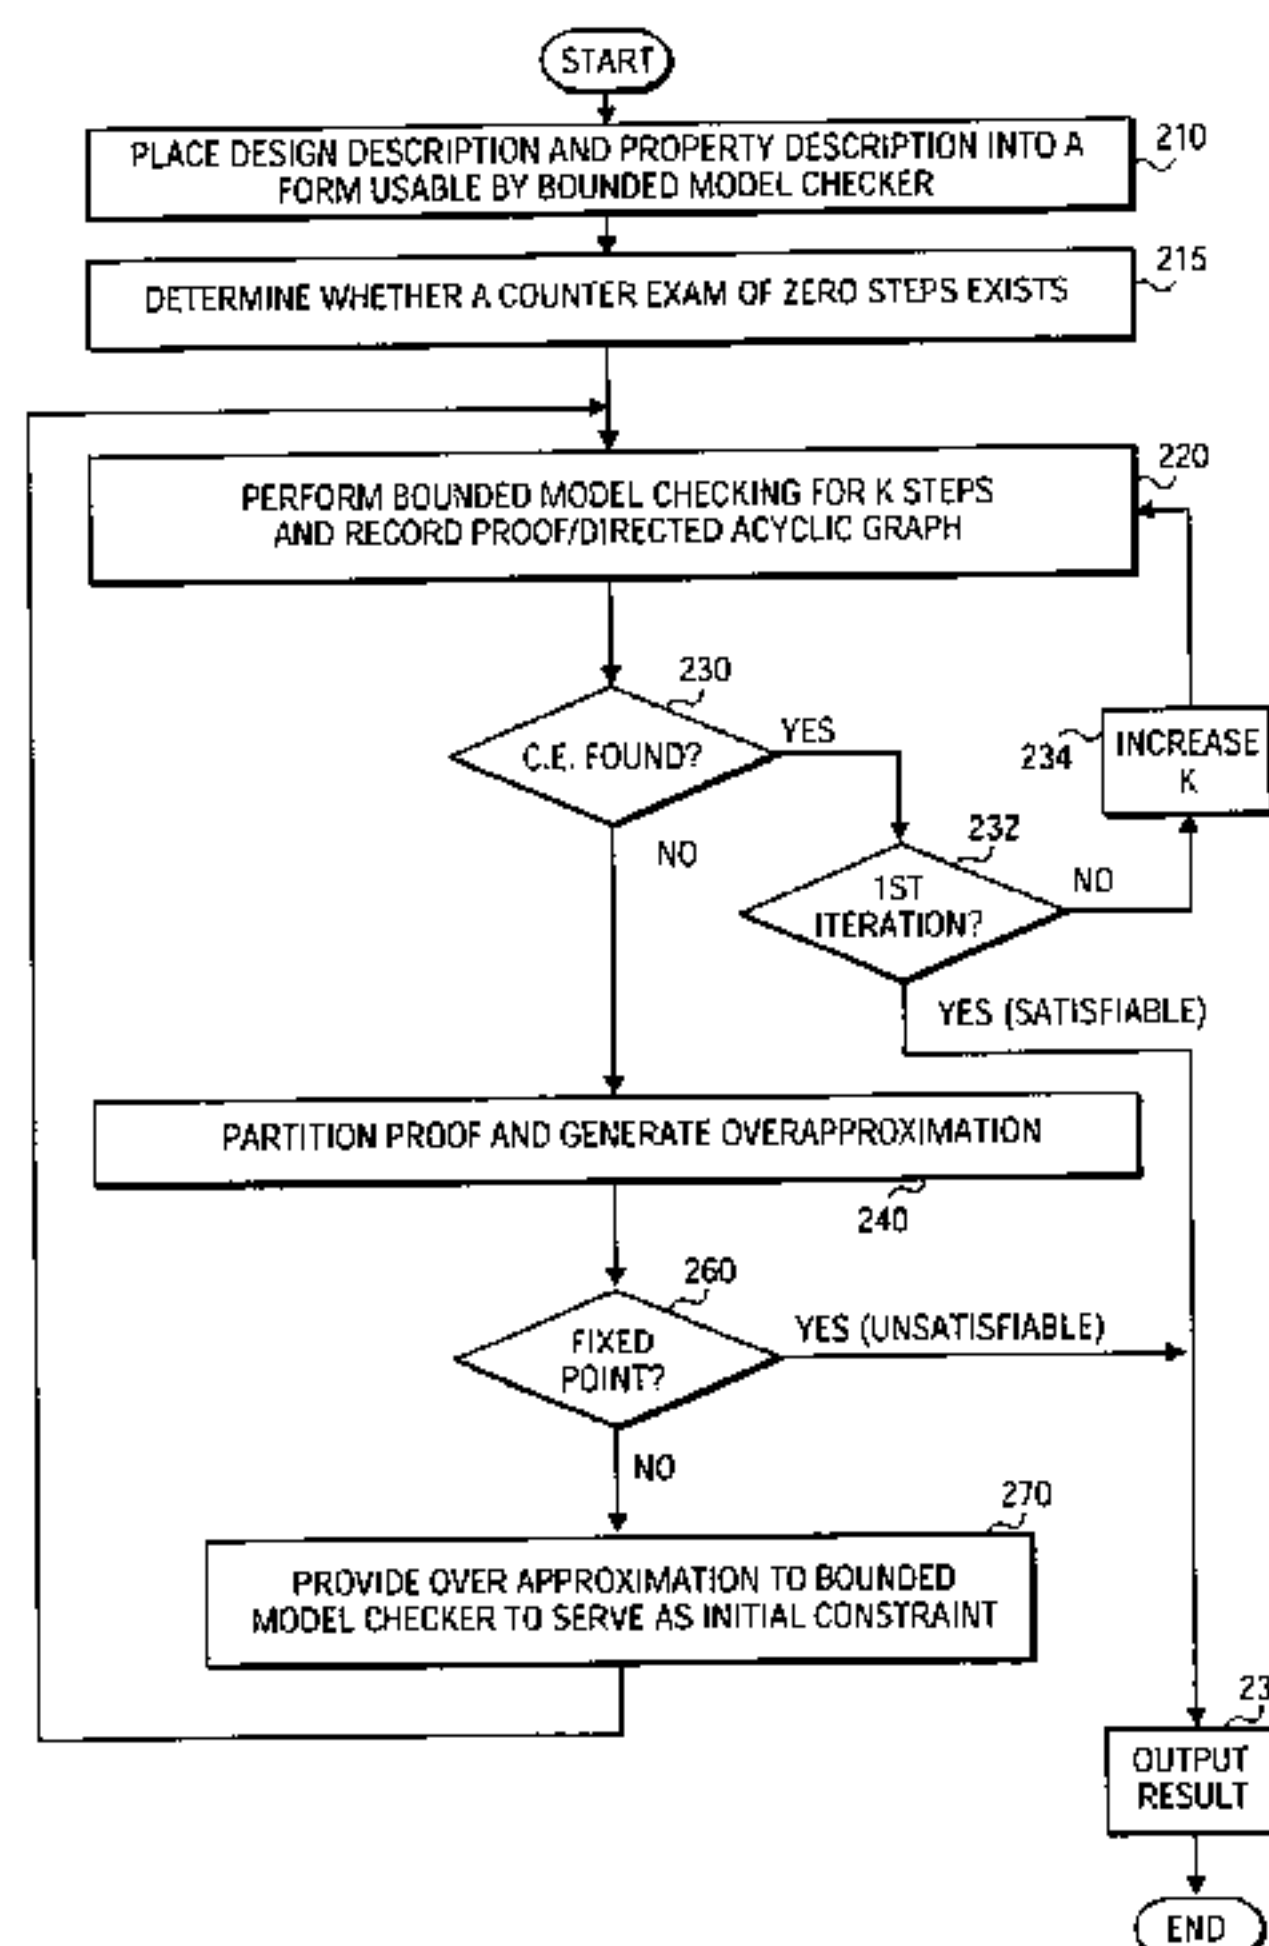 START
210
PLACE DESIGN DESCRIPTION AND PROPERTY DESCRIPTION INTO A
FORM USABLE BY BOUNDED MODEL CHECKER
215
DETERMINE WHETHER A COUNTER EXAM OF ZERO STEPS EXISTS
220
PERFORM BOUNDED MODEL CHECKING FOR K STEPS
AND RECORD PROOF/DIRECTED ACYCLIC GRAPH
230
C.E. FOUND?
YES
234
INCREASE
K
NO
232
1ST
ITERATION?
NO
YES (SATISFIABLE)
PARTITION PROOF AND GENERATE OVERAPPROXIMATION
240
260
FIXED
POINT?
YES (UNSATISFIABLE)
NO
270
PROVIDE OVER APPROXIMATION TO BOUNDED
MODEL CHECKER TO SERVE AS INITIAL CONSTRAINT
OUTPUT
RESULT
END